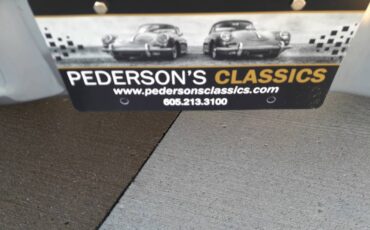 PEDERSON'S CLASSICS
www.pedersonsclassics.com
605.213.3100